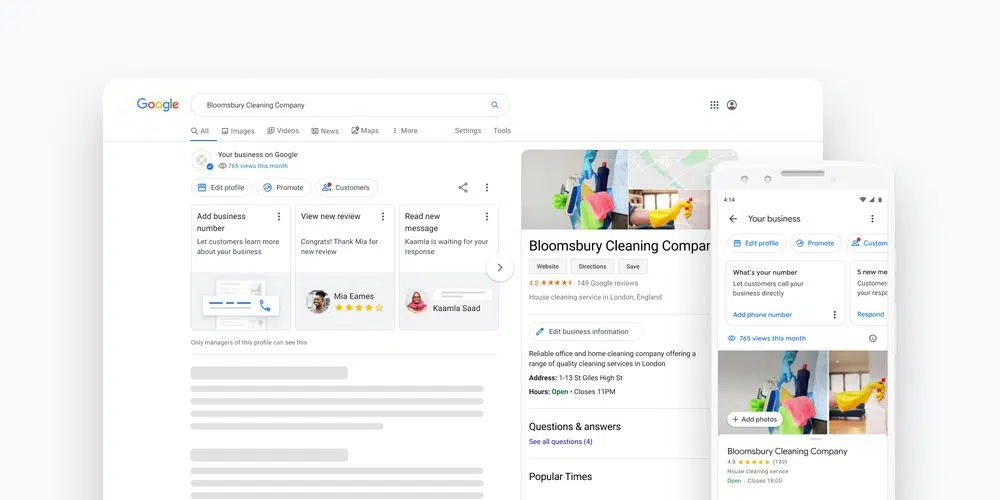 Google
Bloomsbury Cleaning Company
All
Images
Videos
News
Maps
More
Settings
Tools
Your business on Google
765 views this month
Edit profile
Promote
Customers
Add business
number
Let customers learn more
about your business
View new review
Congrats! Thank Mia for
new review
Mia Eames
Read new
message
Kaamla is waiting for your
response
Kaamla Saad
Only managers of this profile can see this
Bloomsbury Cleaning Compar
Website
Directions
Save
4.8
149 Google reviews
House cleaning service in London, England
Edit business information
Reliable office and home cleaning company offering a
range of quality cleaning services in London
Address: 1-13 St Giles High St
Hours: Open • Closes 11PM
Questions & answers
See all questions (4)
Popular Times
4:14
Your business
Edit profile
Promote
Custom
What's your number
Let customers call your
business directly
Add phone number
5 new me
Customer
your respo
Respond
765 views this month
+ Add photos
Bloomsbury Cleaning Company
4.8 (149)
House cleaning service
Open · Closes 18:00